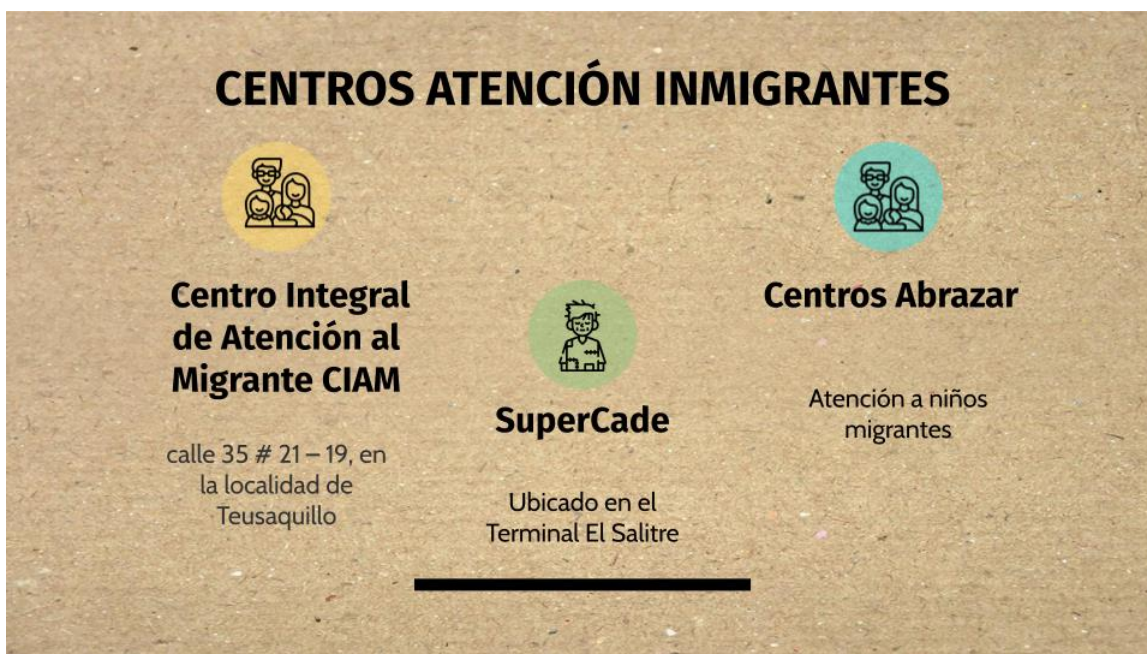 CENTROS ATENCIÓN INMIGRANTES
Centro Integral
de Atención al
Migrante CIAM
calle 35 # 21 – 19, en
la localidad de
Teusaquillo
SuperCade
Ubicado en el
Terminal El Salitre
Centros Abrazar
Atención a niños
migrantes